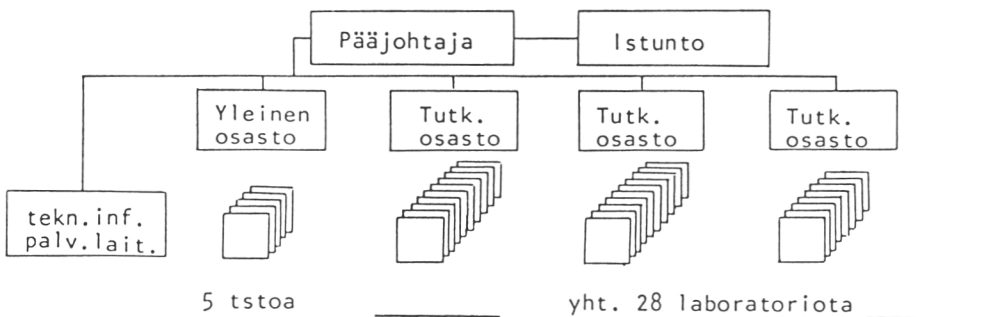 Pääjohtaja
Istunto
Yleinen
osasto
Tutk.
osasto
Tutk.
osasto
Tutk.
osasto
tekn.inf.
palv.lait.
5 tstoa
yht. 28 laboratoriota